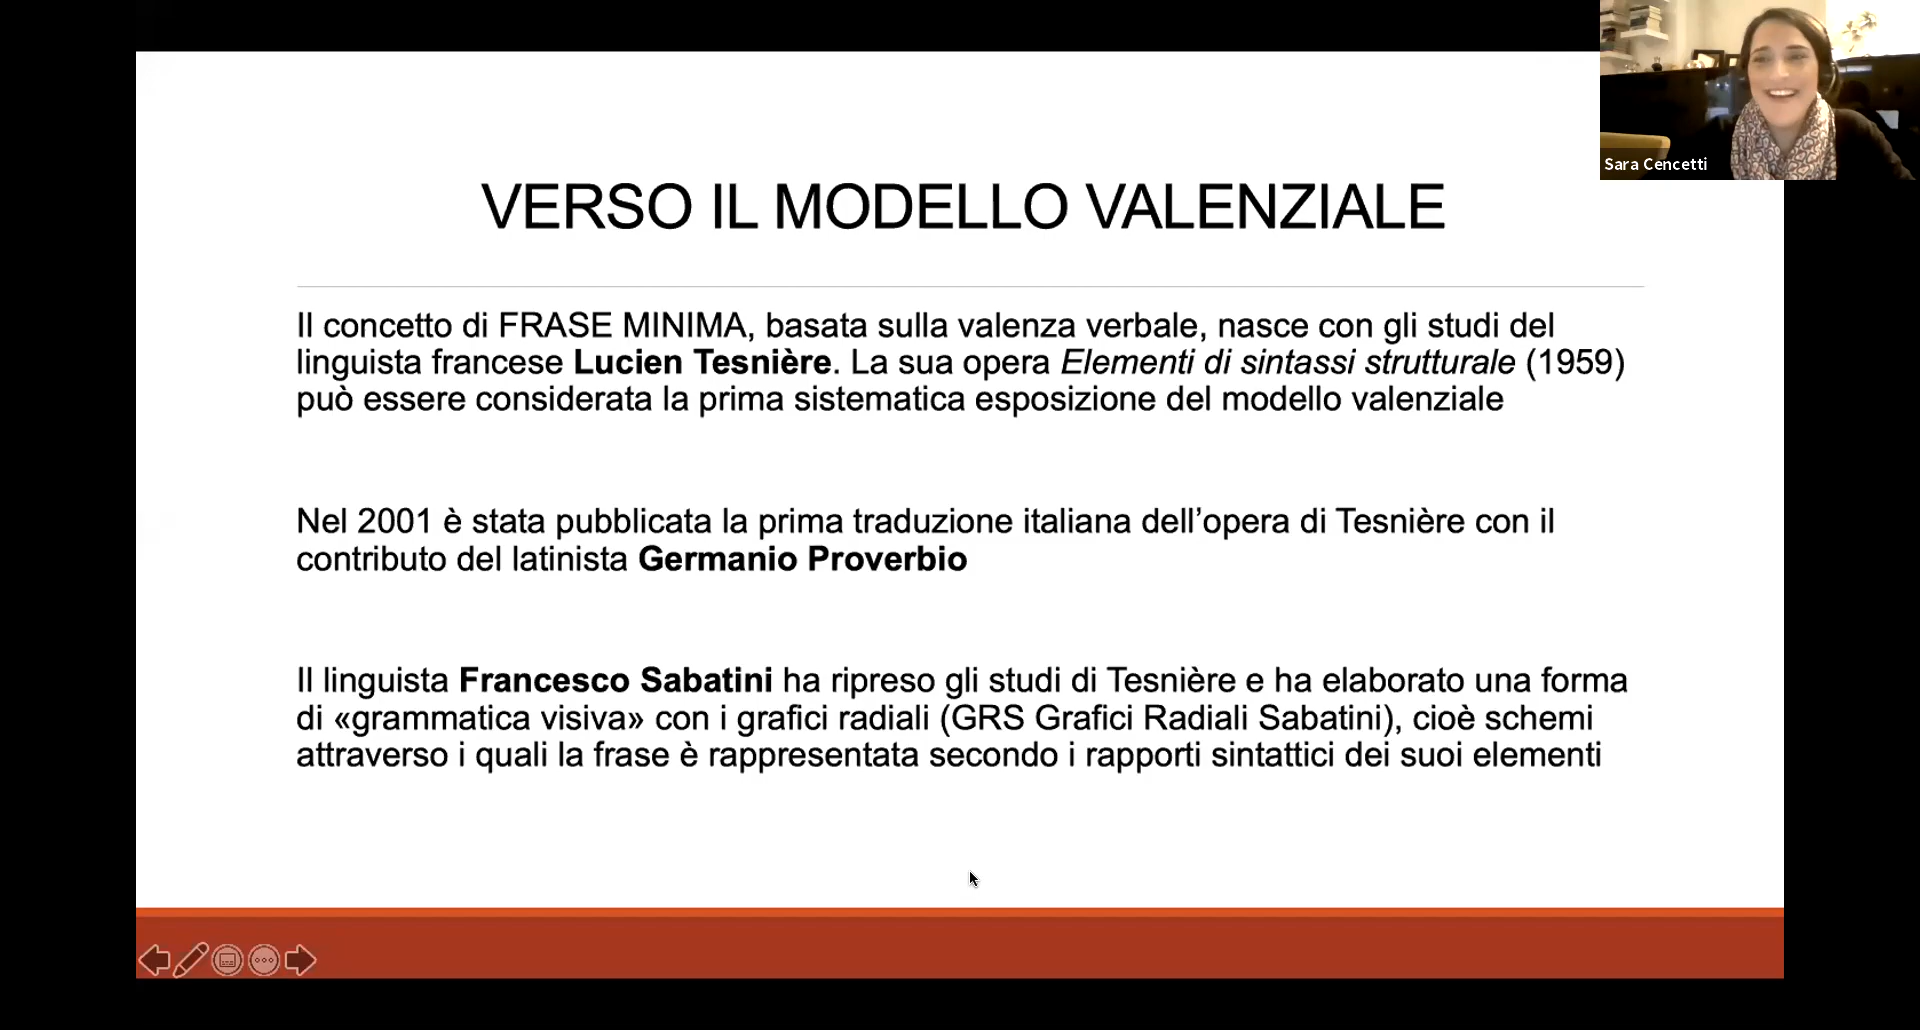 Sara Cencetti
VERSO IL MODELLO VALENZIALE
Il concetto di FRASE MINIMA, basata sulla valenza verbale, nasce con gli studi del
linguista francese Lucien Tesnière. La sua opera Elementi di sintassi strutturale (1959)
può essere considerata la prima sistematica esposizione del modello valenziale
Nel 2001 è stata pubblicata la prima traduzione italiana dell’opera di Tesnière con il
contributo del latinista Germanio Proverbio
Il linguista Francesco Sabatini ha ripreso gli studi di Tesnière e ha elaborato una forma
di «grammatica visiva» con i grafici radiali (GRS Grafici Radiali Sabatini), cioè schemi
attraverso i quali la frase è rappresentata secondo i rapporti sintattici dei suoi elementi